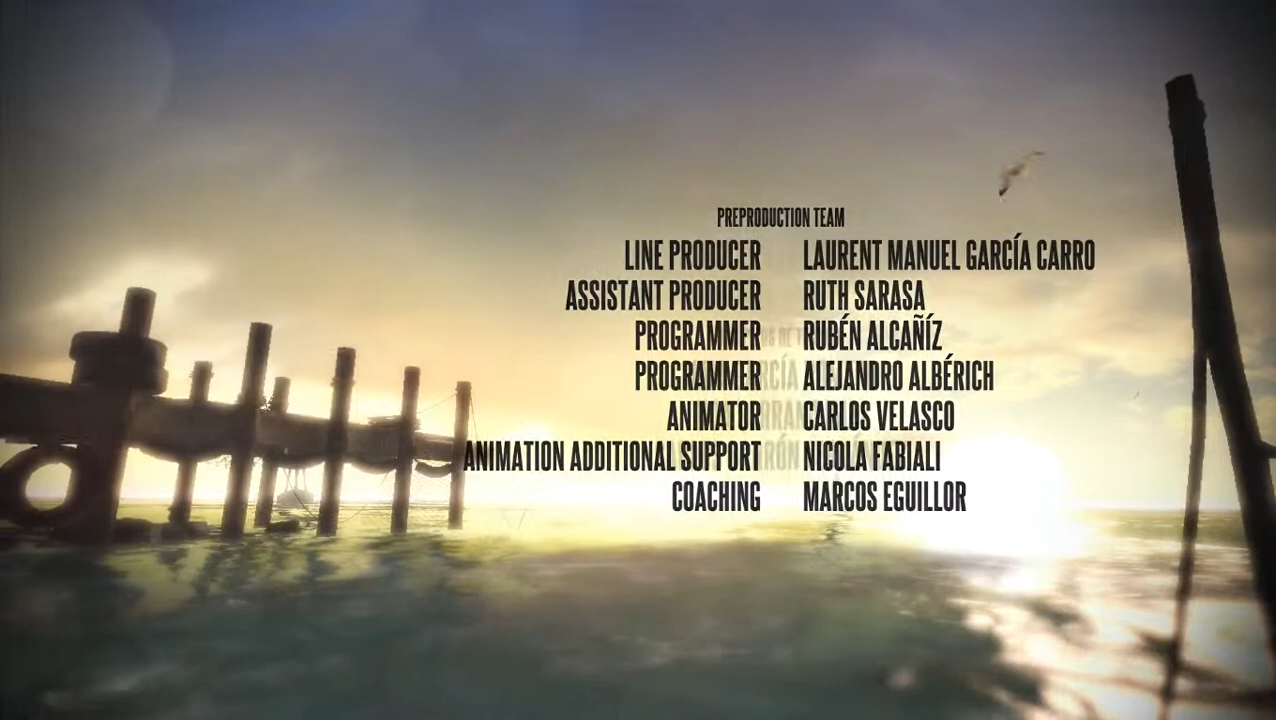 PREPRODUCTION TEAM
LINE PRODUCER LAURENT MANUEL GARCÍA CARRO
ASSISTANT PRODUCER RUTH SARASA
PROGRAMMER RUBÉN ALCAÑÍZ
PROGRAMMER ALEJANDRO ALBÉRICH
ANIMATOR CARLOS VELASCO
ANIMATION ADDITIONAL SUPPORT NICOLA FABIALI
COACHING MARCOS EGUILLOR